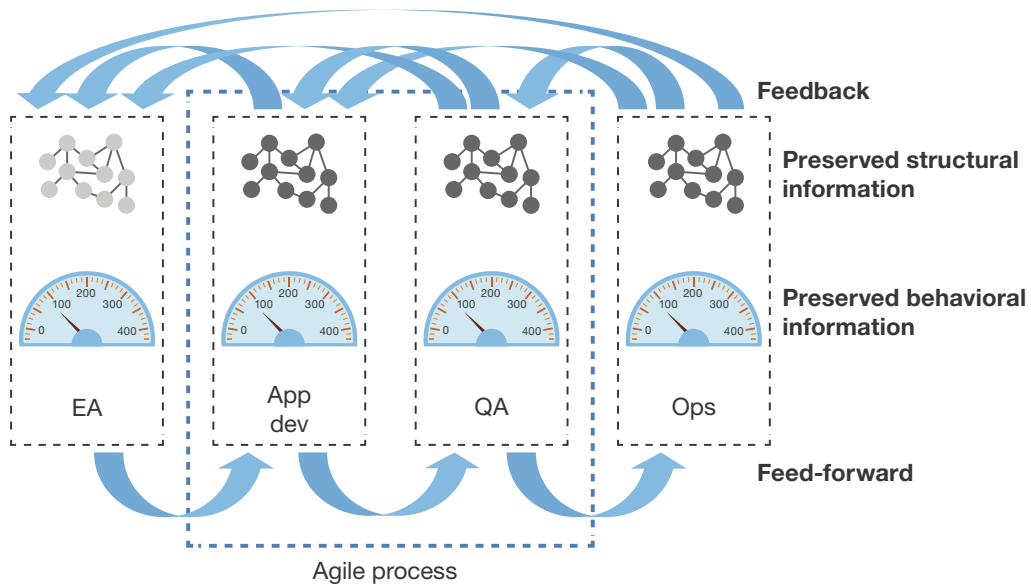 Feedback
Preserved structural
information
0 100 200 300 400
0 100 200 300 400
0 100 200 300 400
0 100 200 300 400
Preserved behavioral
information
EA
App
dev
QA
Ops
Feed-forward
Agile process